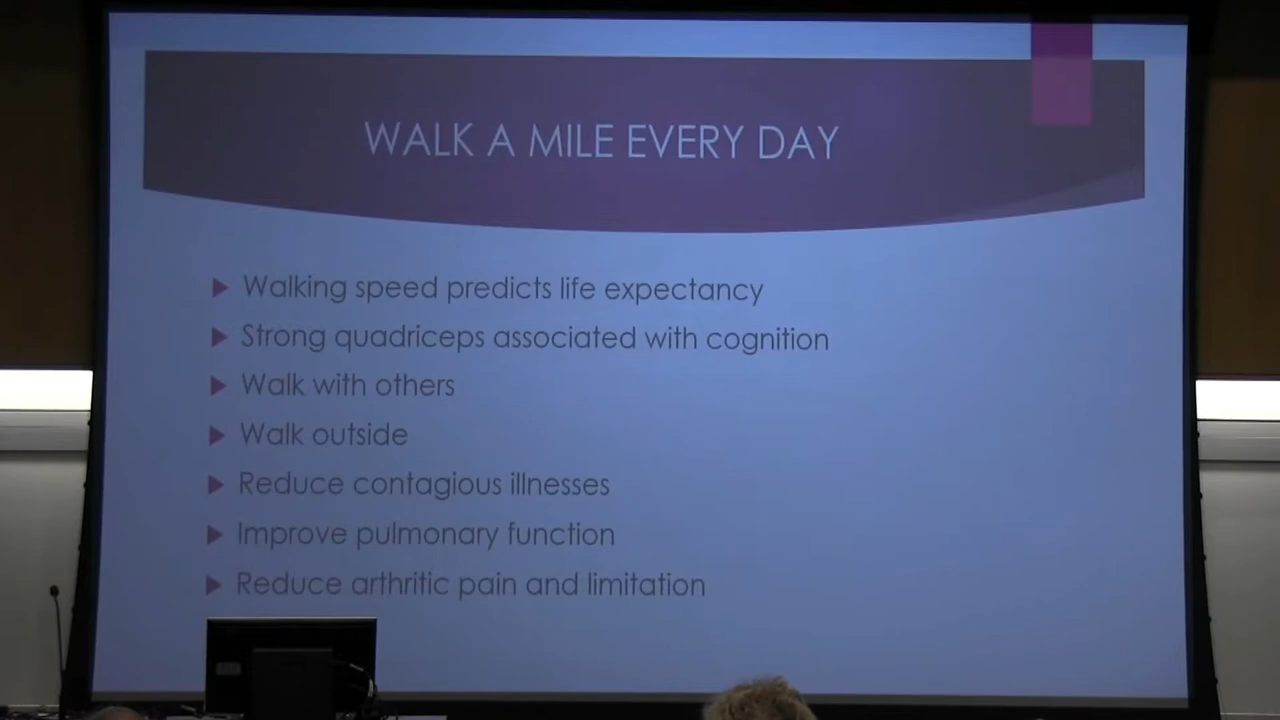 WALK A MILE EVERY DAY
Walking speed predicts life expectancy
Strong quadriceps associated with cognition
Walk with others
Walk outside
Reduce contagious illnesses
Improve pulmonary function
Reduce arthritic pain and limitation